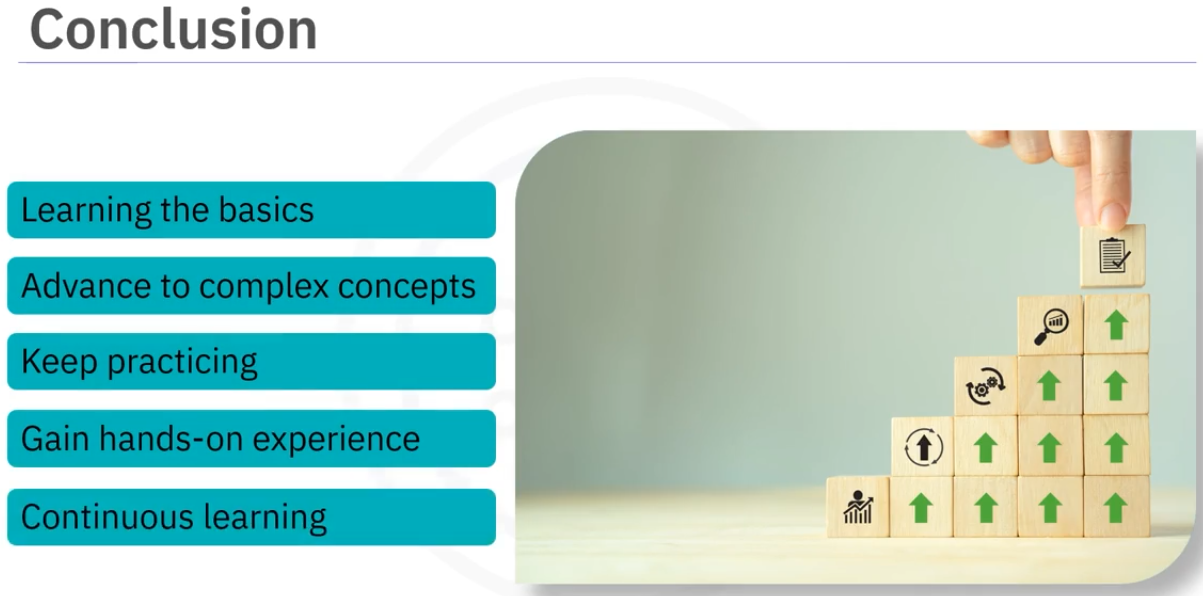 Conclusion
Learning the basics
Advance to complex concepts
Keep practicing
Gain hands-on experience
Continuous learning